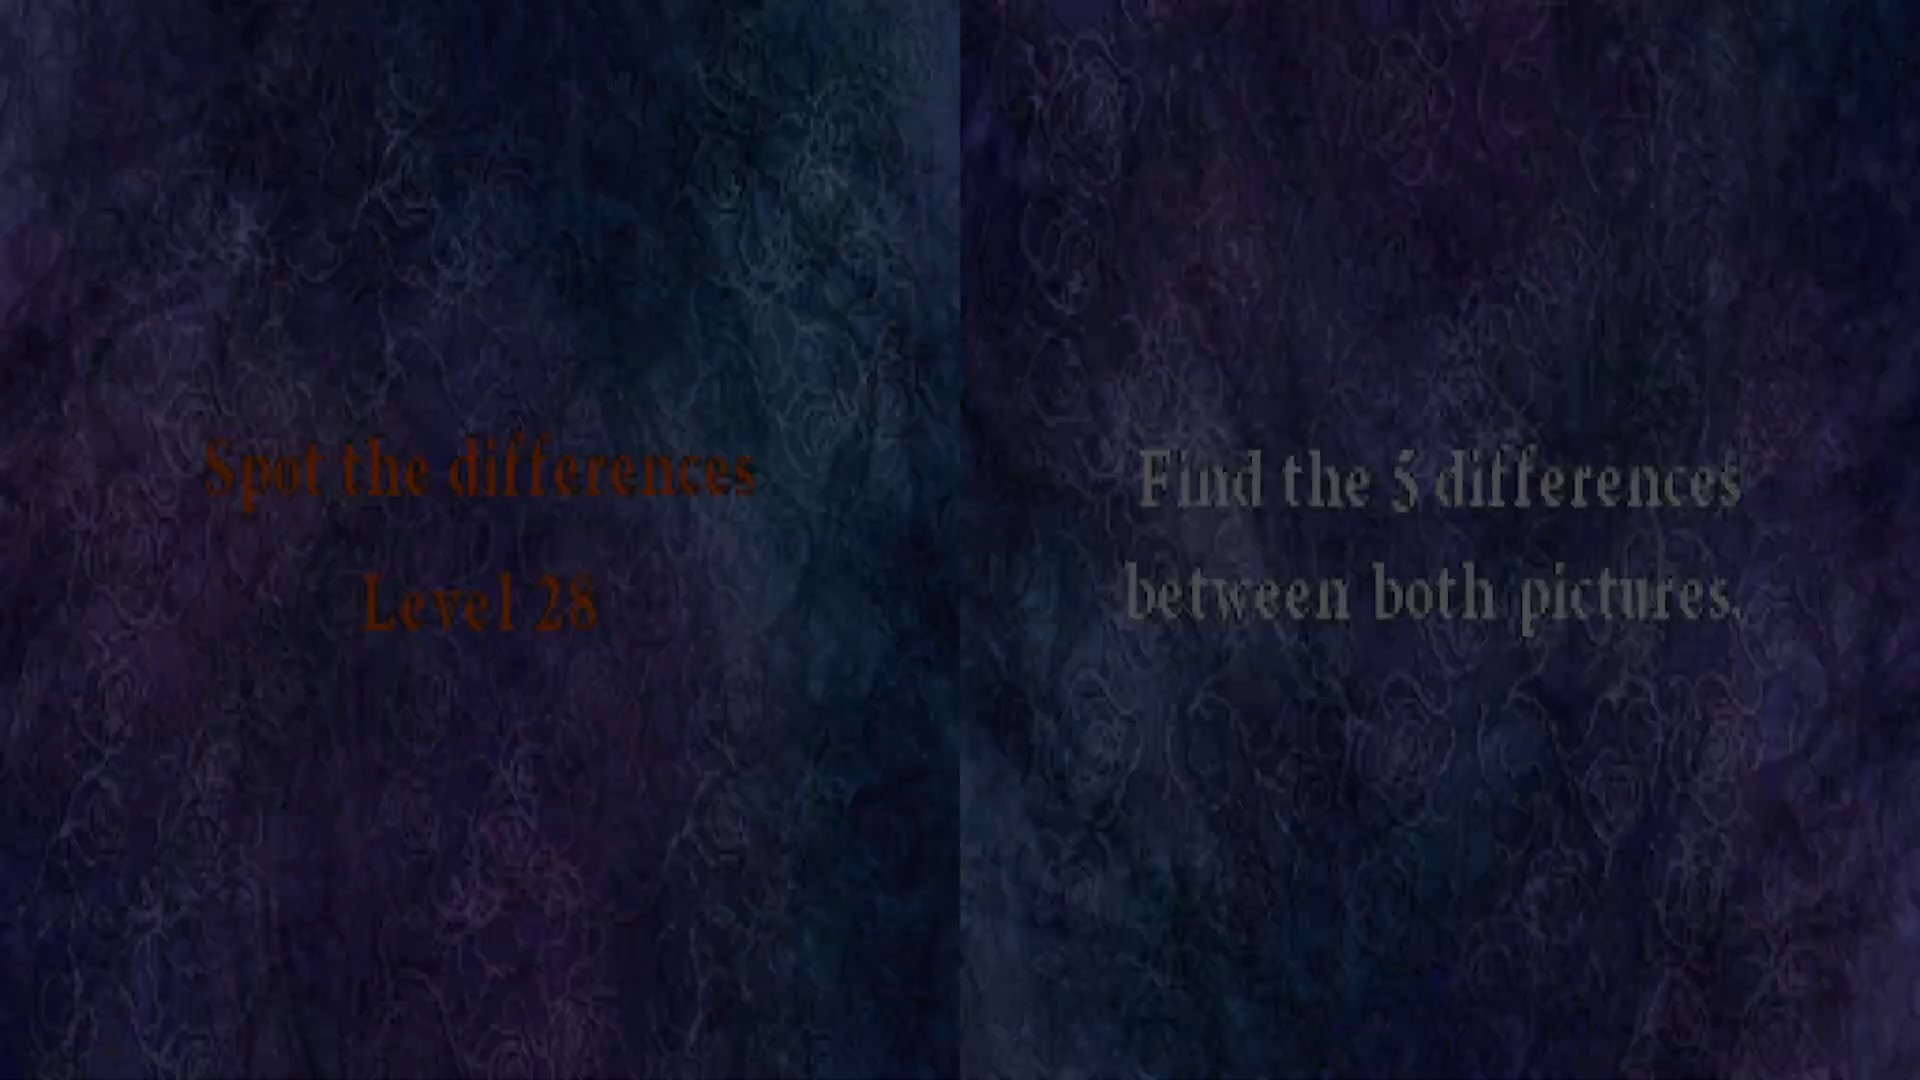 Spot the differences
Level 28
Find the 5 differences
between both pictures.